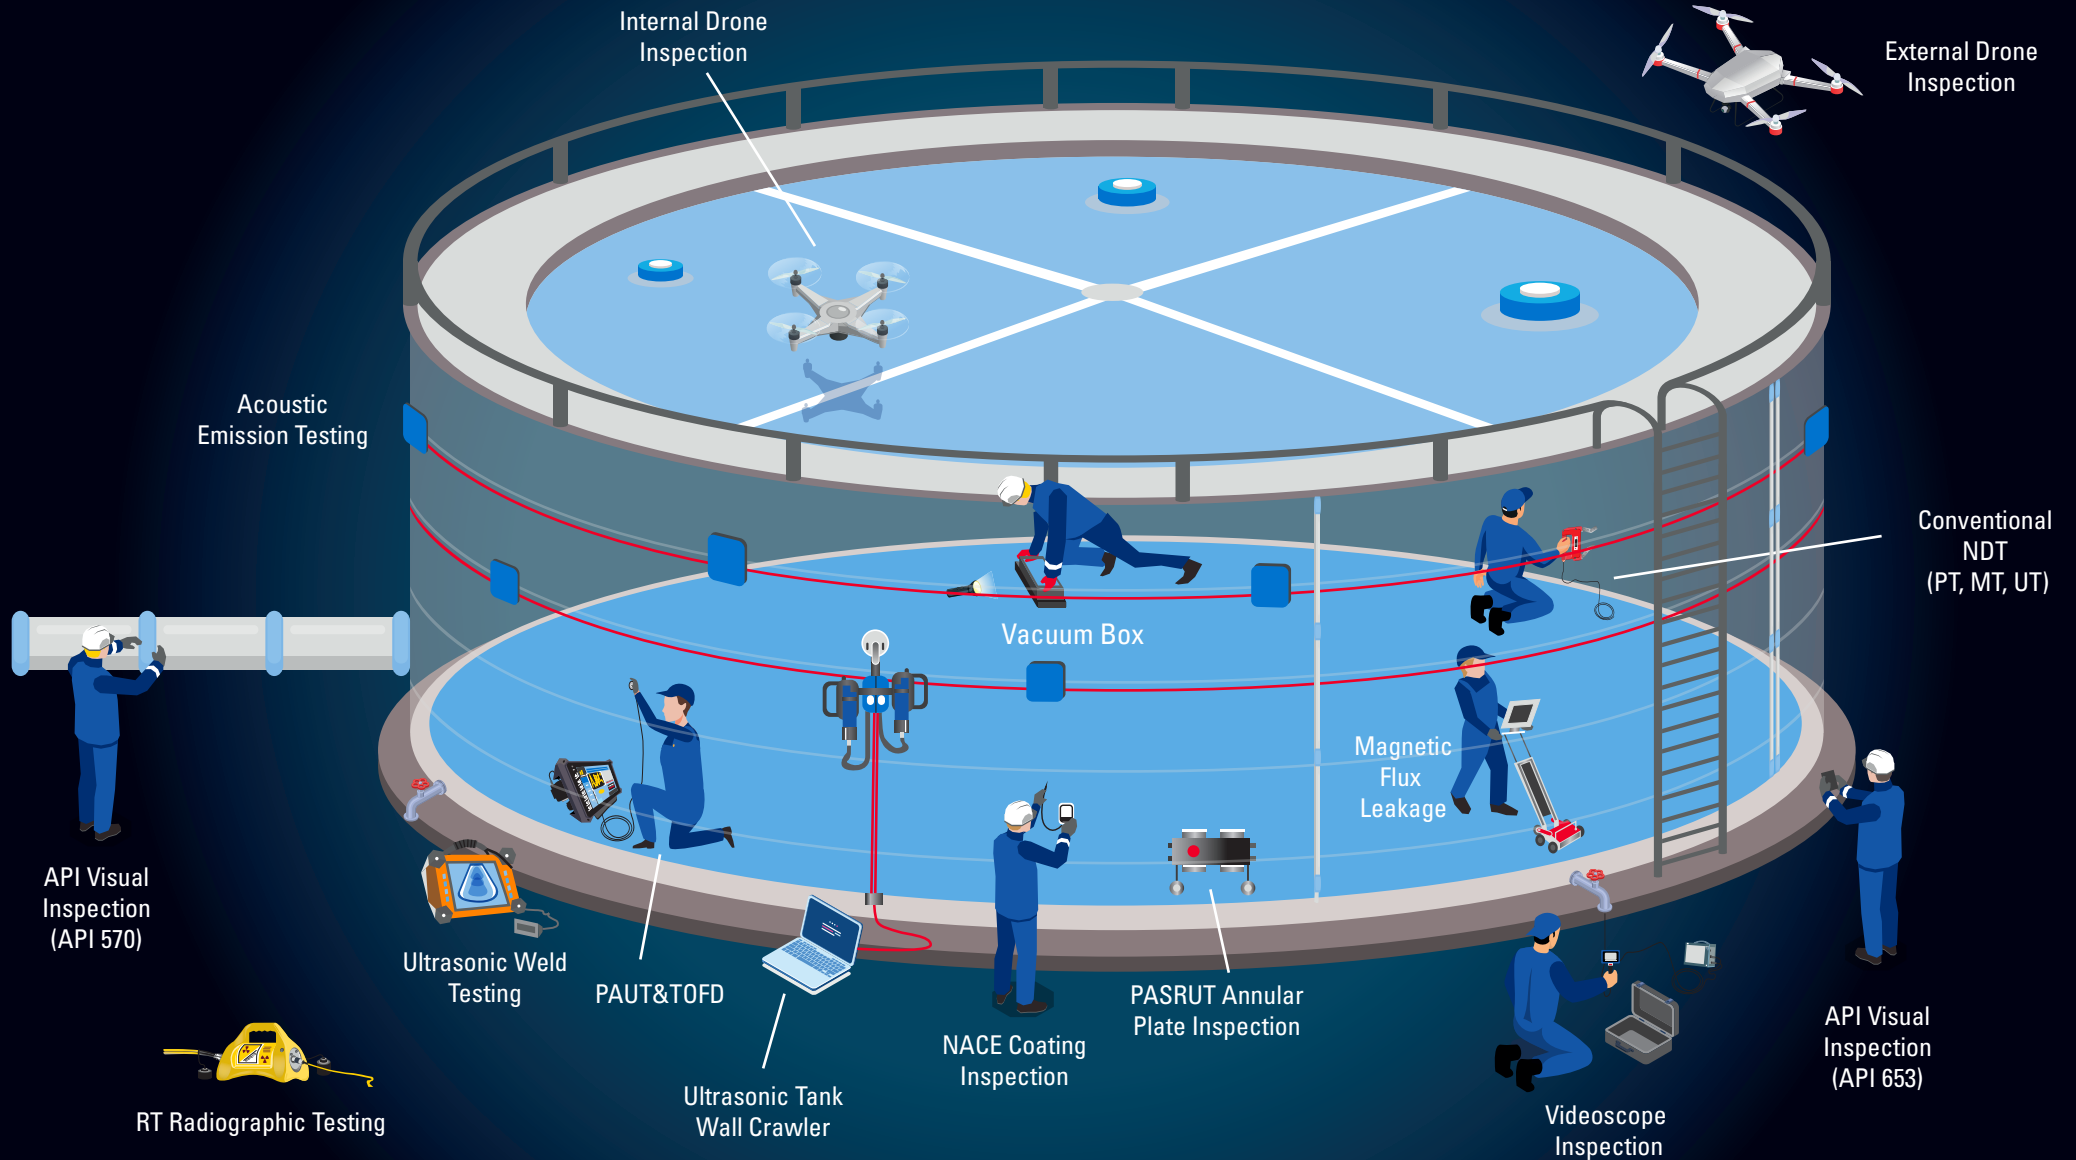 Internal Drone
Inspection
External Drone
Inspection
Acoustic
Emission Testing
Conventional
NDT
(PT, MT, UT)
Vacuum Box
Magnetic
Flux
Leakage
API Visual
Inspection
(API 570)
Ultrasonic Weld
Testing
PAUT&TOFD
PASRUT Annular
Plate Inspection
NACE Coating
Inspection
API Visual
Inspection
(API 653)
RT Radiographic Testing
Ultrasonic Tank
Wall Crawler
Videoscope
Inspection